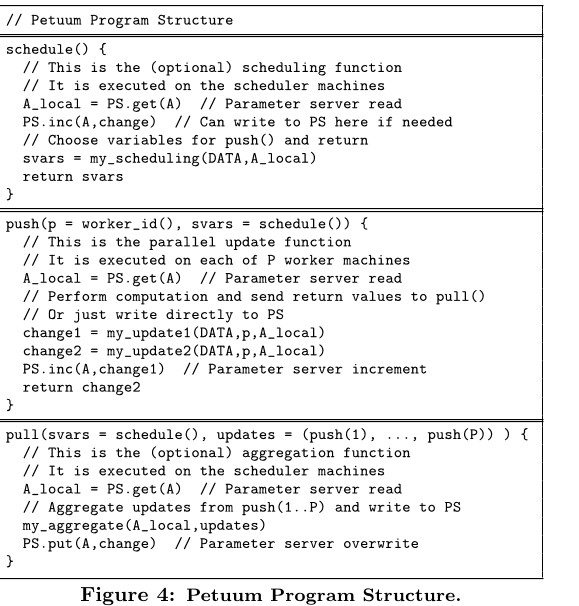 // Petuum Program Structure
schedule() {
// This is the (optional) scheduling function
// It is executed on the scheduler machines
A_local = PS.get(A) // Parameter server read
PS.inc(A,change) // Can write to PS here if needed
// Choose variables for push() and return
svars = my_scheduling(DATA,A_local)
return svars
}
push(p = worker_id(), svars = schedule()) {
// This is the parallel update function
// It is executed on each of P worker machines
A_local = PS.get(A) // Parameter server read
// Perform computation and send return values to pull()
// Or just write directly to PS
change1 = my_update1(DATA,p,A_local)
change2 = my_update2(DATA,p,A_local)
PS.inc(A,change1) // Parameter server increment
return change2
}
pull(svars = schedule(), updates = (push(1), ..., push(P)) ) {
// This is the (optional) aggregation function
// It is executed on the scheduler machines
A_local = PS.get(A) // Parameter server read
// Aggregate updates from push(1..P) and write to PS
my_aggregate(A_local,updates)
PS.put(A,change) // Parameter server overwrite
}
Figure 4: Petuum Program Structure.